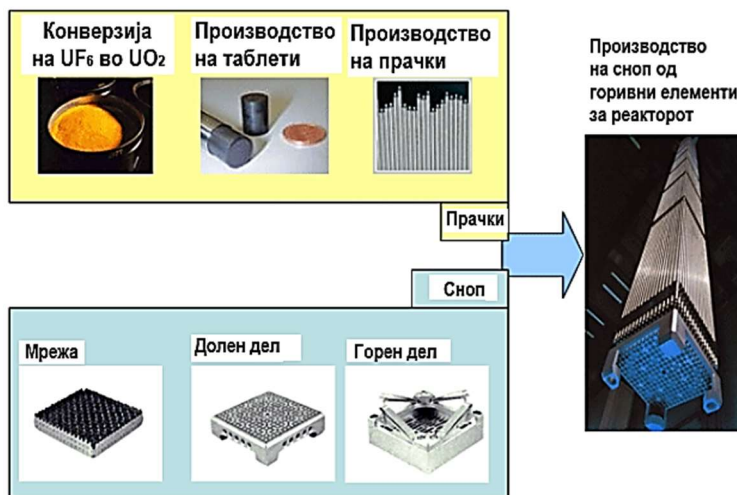 Конверзија
на UF₆ во UO₂
Производство
на таблети
Производство
на прачки
Прачки
Производство
на сноп од
горивни елементи
за реакторот
Сноп
Мрежа
Долен дел
Горен дел